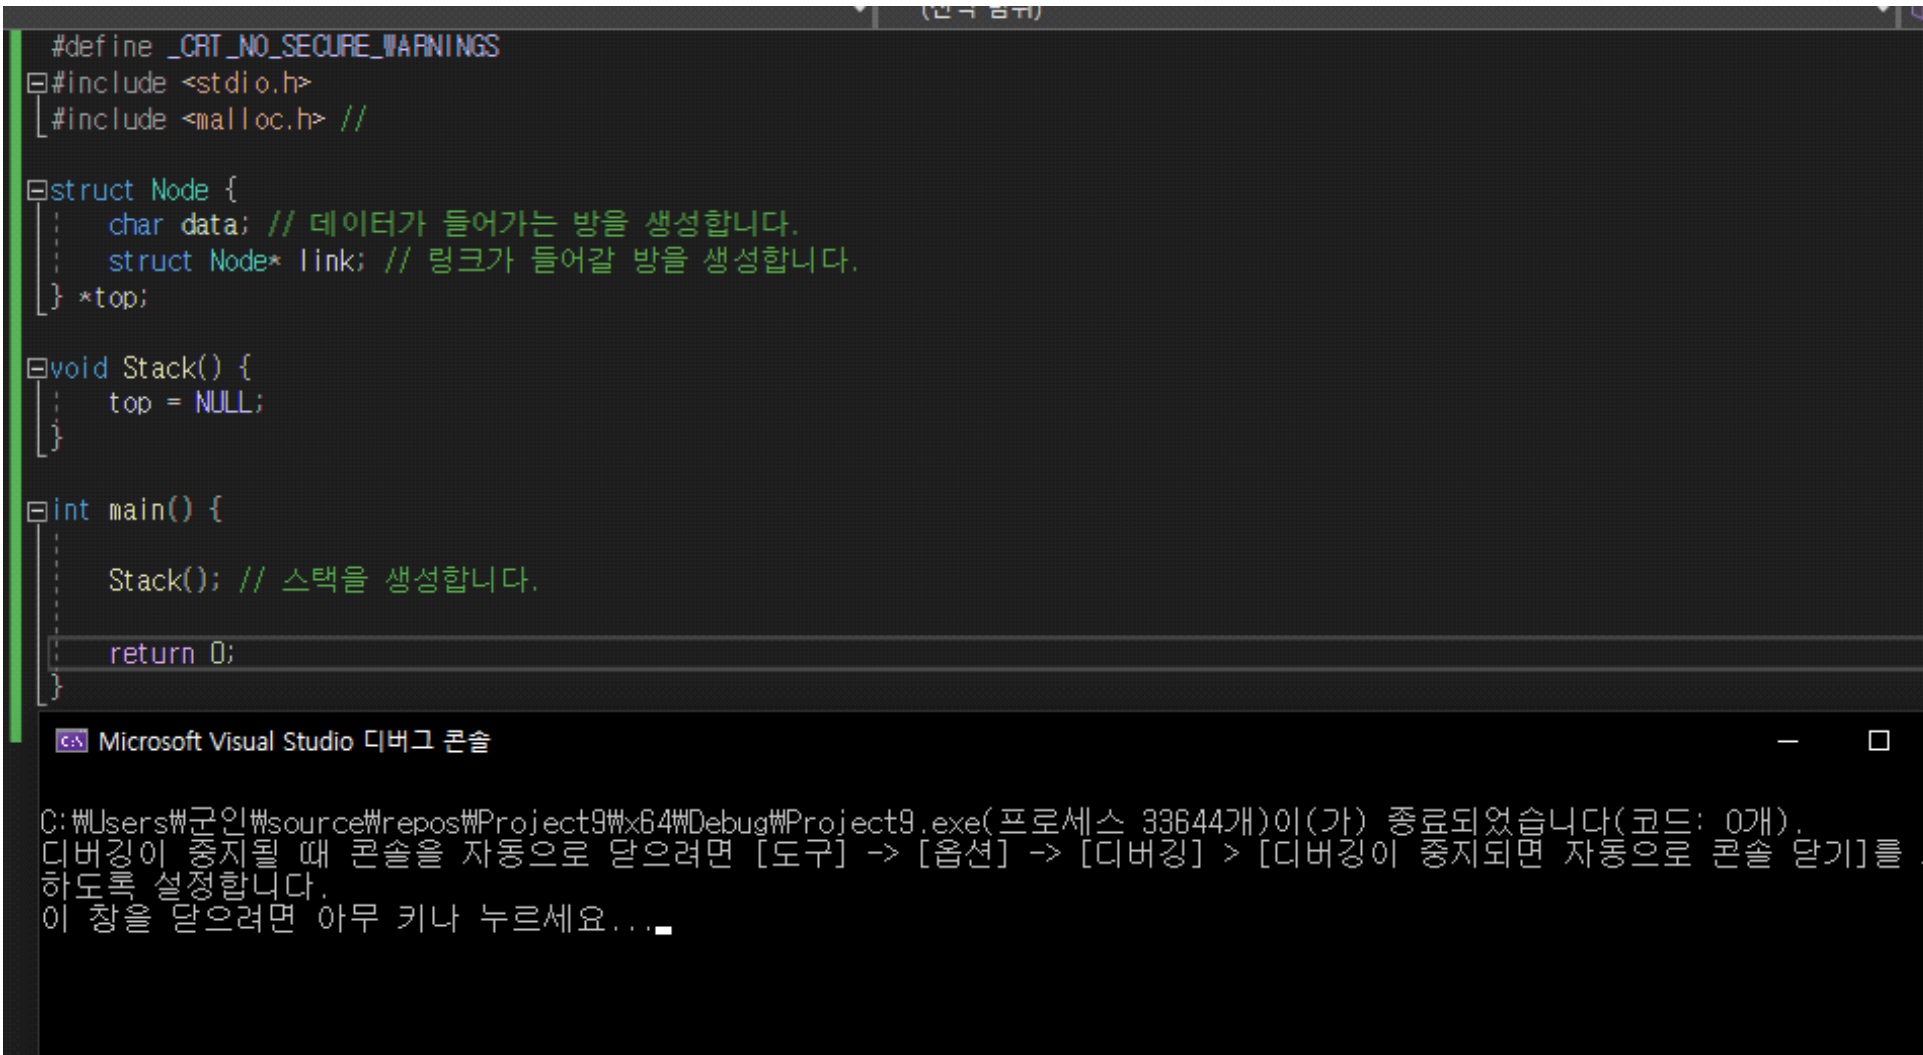 (전역 범위)
#define _CRT_NO_SECURE_WARNINGS
#include <stdio.h>
#include <malloc.h> //
struct Node {
char data; // 데이터가 들어가는 방을 생성합니다.
struct Node* link; // 링크가 들어갈 방을 생성합니다.
} *top;
void Stack() {
top = NULL;
}
int main() {
Stack(); // 스택을 생성합니다.
return 0;
}
Microsoft Visual Studio 디버그 콘솔
C:₩Users₩군인₩source₩repos₩Project9₩x64₩Debug₩Project9.exe(프로세스 33644개)이(가) 종료되었습니다(코드: 0개).
디버깅이 중지될 때 콘솔을 자동으로 닫으려면 [도구] -> [옵션] -> [디버깅] > [디버깅이 중지되면 자동으로 콘솔 닫기]를
하도록 설정합니다.
이 창을 닫으려면 아무 키나 누르세요...